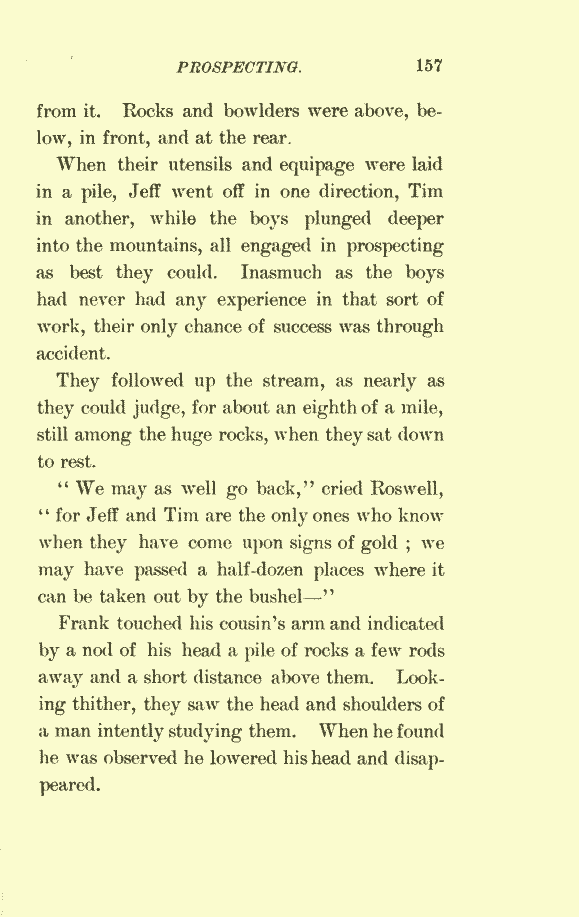 PROSPECTING. 157
from it. Rocks and bowlders were above, be-
low, in front, and at the rear.
When their utensils and equipage were laid
in a pile, Jeff went off in one direction, Tim
in another, while the boys plunged deeper
into the mountains, all engaged in prospecting
as best they could. Inasmuch as the boys
had never had any experience in that sort of
work, their only chance of success was through
accident.
They followed up the stream, as nearly as
they could judge, for about an eighth of a mile,
still among the huge rocks, when they sat down
to rest.
“ We may as well go back,” cried Roswell,
“ for Jeff and Tim are the only ones who know
when they have come upon signs of gold ; we
may have passed a half-dozen places where it
can be taken out by the bushel—”
Frank touched his cousin’s arm and indicated
by a nod of his head a pile of rocks a few rods
away and a short distance above them. Look-
ing thither, they saw the head and shoulders of
a man intently studying them. When he found
he was observed he lowered his head and disap-
peared.